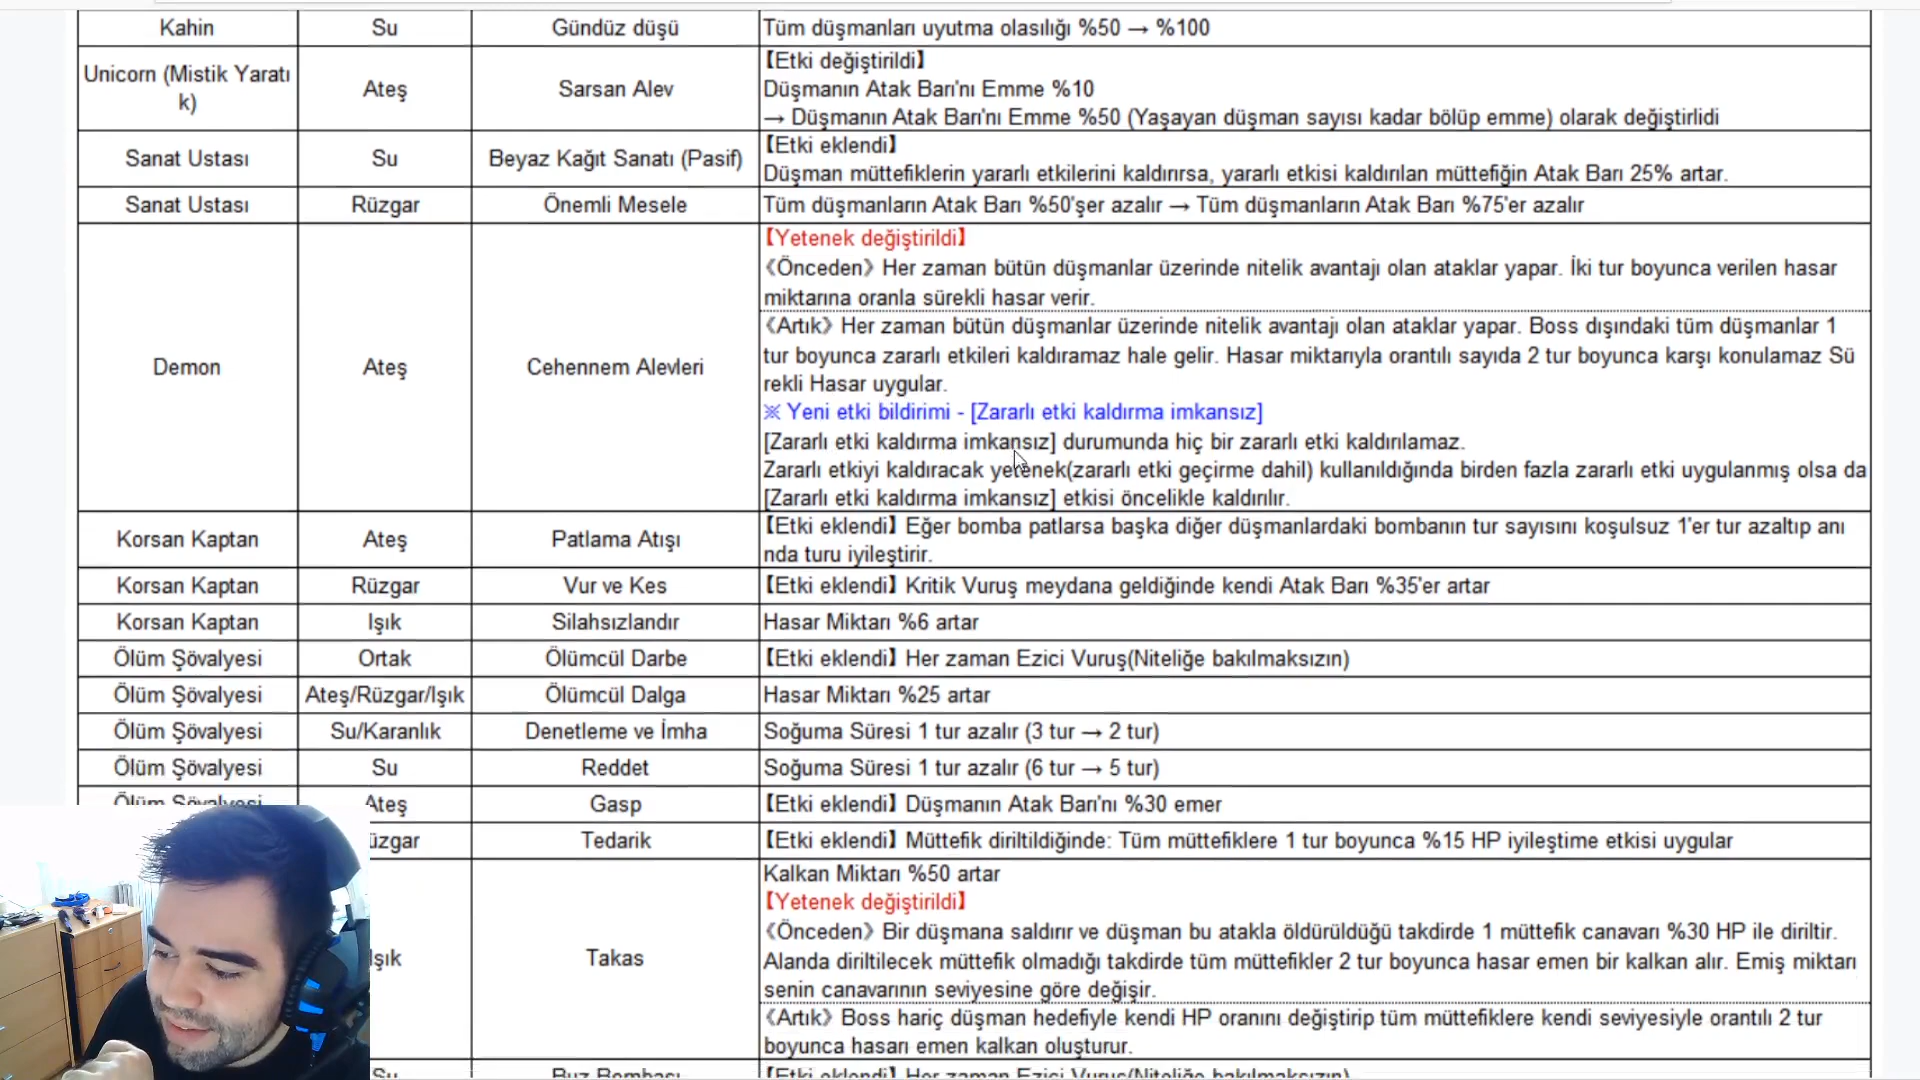 Kahin Su Gündüz düşü Tüm düşmanları uyutma olasılığı %50 → %100
Unicorn (Mistik Yaratı
k) Ateş Sarsan Alev
【Etki değiştirildi】
Düşmanın Atak Barı'nı Emme %10
→ Düşmanın Atak Barı'nı Emme %50 (Yaşayan düşman sayısı kadar bölüp emme) olarak değiştirlidi
Sanat Ustası Su Beyaz Kağıt Sanatı (Pasif)
【Etki eklendi】
Düşman müttefiklerin yararlı etkilerini kaldırırsa, yararlı etkisi kaldırılan müttefiğin Atak Barı 25% artar.
Sanat Ustası Rüzgar Önemli Mesele Tüm düşmanların Atak Barı %50'şer azalır → Tüm düşmanların Atak Barı %75'er azalır
Demon Ateş Cehennem Alevleri
【Yetenek değiştirildi】
《Önceden》 Her zaman bütün düşmanlar üzerinde nitelik avantajı olan ataklar yapar. İki tur boyunca verilen hasar
miktarına oranla sürekli hasar verir.
《Artık》 Her zaman bütün düşmanlar üzerinde nitelik avantajı olan ataklar yapar. Boss dışındaki tüm düşmanlar 1
tur boyunca zararlı etkileri kaldıramaz hale gelir. Hasar miktarıyla orantılı sayıda 2 tur boyunca karşı konulamaz Sü
rekli Hasar uygular.
※ Yeni etki bildirimi - [Zararlı etki kaldırma imkansız]
[Zararlı etki kaldırma imkansız] durumunda hiç bir zararlı etki kaldırılamaz.
Zararlı etkiyi kaldıracak yetenek(zararlı etki geçirme dahil) kullanıldığında birden fazla zararlı etki uygulanmış olsa da
[Zararlı etki kaldırma imkansız] etkisi öncelikle kaldırılır.
Korsan Kaptan Ateş Patlama Atışı
【Etki eklendi】 Eğer bomba patlarsa başka diğer düşmanlardaki bombanın tur sayısını koşulsuz 1'er tur azaltıp anı
nda turu iyileştirir.
Korsan Kaptan Rüzgar Vur ve Kes 【Etki eklendi】 Kritik Vuruş meydana geldiğinde kendi Atak Barı %35'er artar
Korsan Kaptan Işık Silahsızlandır Hasar Miktarı %6 artar
Ölüm Şövalyesi Ortak Ölümcül Darbe 【Etki eklendi】 Her zaman Ezici Vuruş(Niteliğe bakılmaksızın)
Ölüm Şövalyesi Ateş/Rüzgar/Işık Ölümcül Dalga Hasar Miktarı %25 artar
Ölüm Şövalyesi Su/Karanlık Denetleme ve İmha Soğuma Süresi 1 tur azalır (3 tur → 2 tur)
Ölüm Şövalyesi Su Reddet Soğuma Süresi 1 tur azalır (6 tur → 5 tur)
Ölüm Şövalyesi Ateş Gasp 【Etki eklendi】 Düşmanın Atak Barı'nı %30 emer
üzgar Tedarik 【Etki eklendi】 Müttefik diriltildiğinde: Tüm müttefiklere 1 tur boyunca %15 HP iyileştime etkisi uygular
ışık Takas
Kalkan Miktarı %50 artar
【Yetenek değiştirildi】
《Önceden》 Bir düşmana saldırır ve düşman bu atakla öldürüldüğü takdirde 1 müttefik canavarı %30 HP ile diriltir.
Alanda diriltilecek müttefik olmadığı takdirde tüm müttefikler 2 tur boyunca hasar emen bir kalkan alır. Emiş miktarı
senin canavarının seviyesine göre değişir.
《Artık》 Boss hariç düşman hedefiyle kendi HP oranını değiştirip tüm müttefiklere kendi seviyesiyle orantılı 2 tur
boyunca hasarı emen kalkan oluşturur.
Su Buz Bombası 【Etki eklendi】 Her zaman Ezici Vuruş(Niteliğe bakılmaksızın)